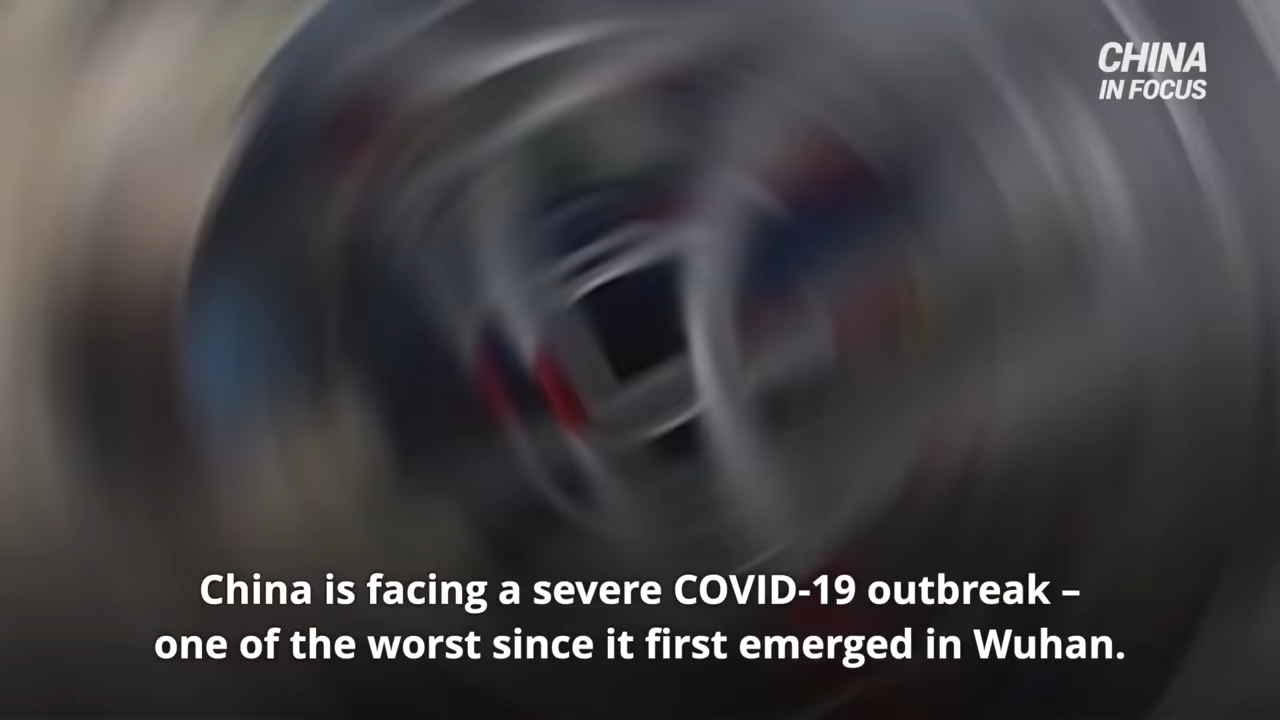 CHINA
IN FOCUS
China is facing a severe COVID-19 outbreak –
one of the worst since it first emerged in Wuhan.